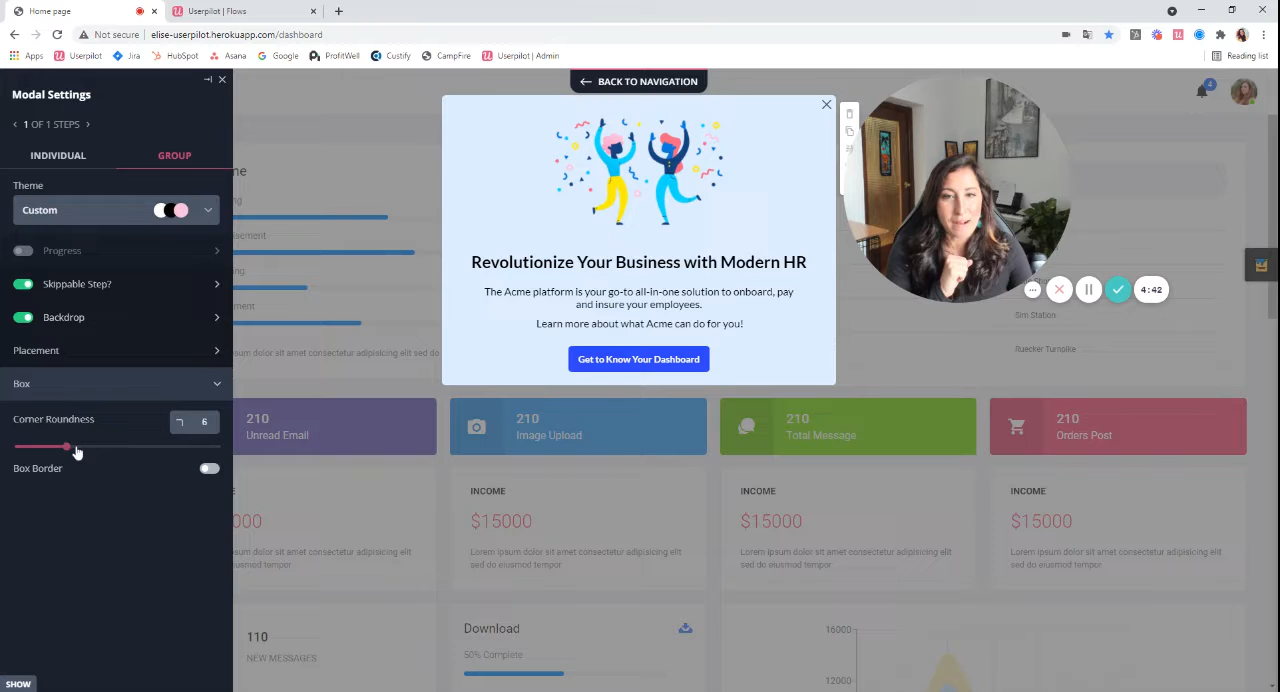 Home page
Userpilot | Flows
Not secure
elise-userpilot.herokuapp.com/dashboard
Apps
Userpilot
Jira
HubSpot
Asana
Google
ProfitWell
Custify
CampFire
Userpilot | Admin
Reading list
Modal Settings
1 OF 1 STEPS
INDIVIDUAL
GROUP
Theme
Custom
Progress
Skippable Step?
Backdrop
Placement
Box
Corner Roundness
6
Box Border
SHOW
BACK TO NAVIGATION
4
Revolutionize Your Business with Modern HR
The Acme platform is your go-to all-in-one solution to onboard, pay
and insure your employees.
Learn more about what Acme can do for you!
Get to Know Your Dashboard
4:42
Sim Station
Ruecker Turnpike
psum dolor sit amet consectetur adipisicing elit sed do
210
Unread Email
210
Image Upload
210
Total Message
210
Orders Post
INCOME
$15000
Lorem ipsum dolor sit amet consectetur adipisicing elit
sed do eiusmod tempor
INCOME
$15000
Lorem ipsum dolor sit amet consectetur adipisicing elit
sed do eiusmod tempor
INCOME
$15000
Lorem ipsum dolor sit amet consectetur adipisicing elit
sed do eiusmod tempor
110
NEW MESSAGES
Download
50% Complete
16000
12000